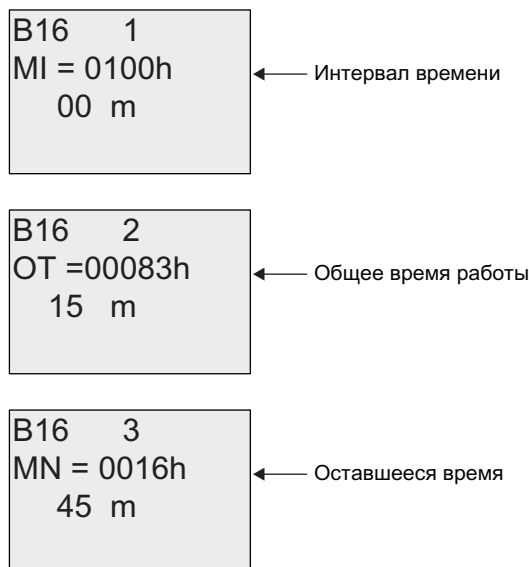 B16 1
MI = 0100h
00 m
Интервал времени
B16 2
OT =00083h
15 m
Общее время работы
B16 3
MN = 0016h
45 m
Оставшееся время